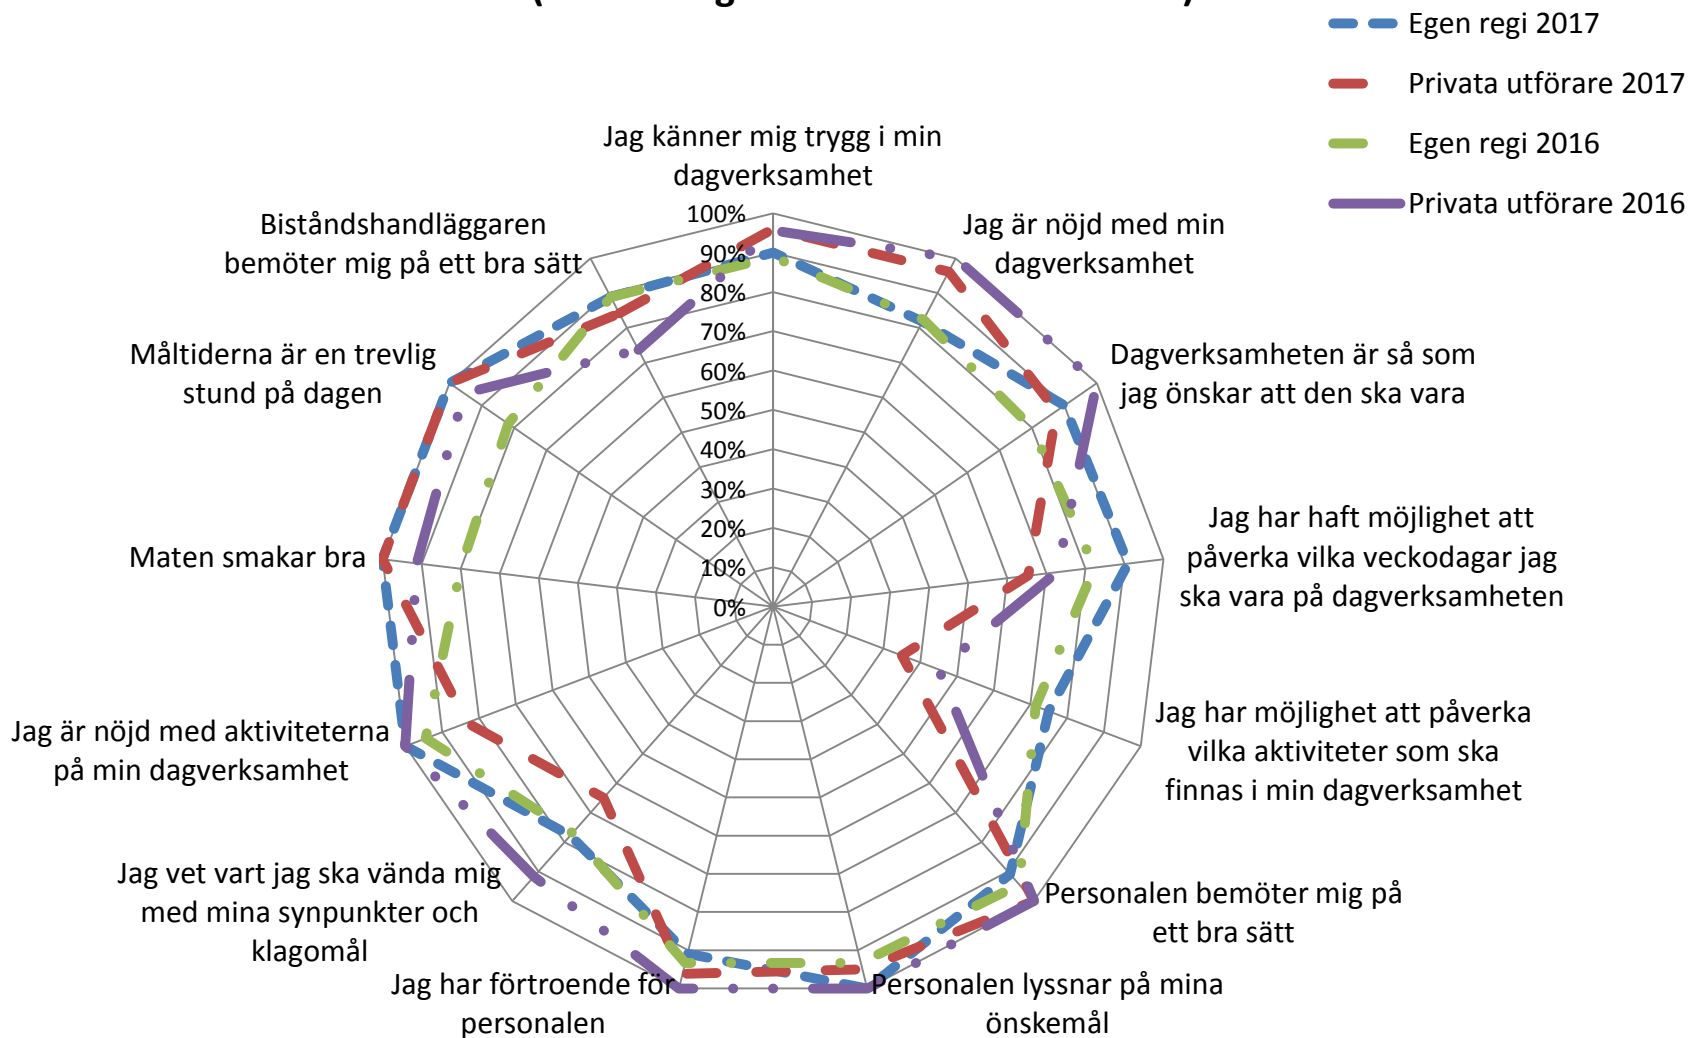 Egen regi 2017
Privata utförare 2017
Egen regi 2016
Privata utförare 2016
Jag känner mig trygg i min
dagverksamhet
Jag är nöjd med min
dagverksamhet
Dagverksamheten är så som
jag önskar att den ska vara
Jag har haft möjlighet att
påverka vilka veckodagar jag
ska vara på dagverksamheten
Jag har möjlighet att påverka
vilka aktiviteter som ska
finnas i min dagverksamhet
Personalen bemöter mig på
ett bra sätt
Personalen lyssnar på mina
önskemål
Jag har förtroende för
personalen
Jag vet vart jag ska vända mig
med mina synpunkter och
klagomål
Jag är nöjd med aktiviteterna
på min dagverksamhet
Maten smakar bra
Måltiderna är en trevlig
stund på dagen
Biståndshandläggaren
bemöter mig på ett bra sätt
100%
90%
80%
70%
60%
50%
40%
30%
20%
10%
0%